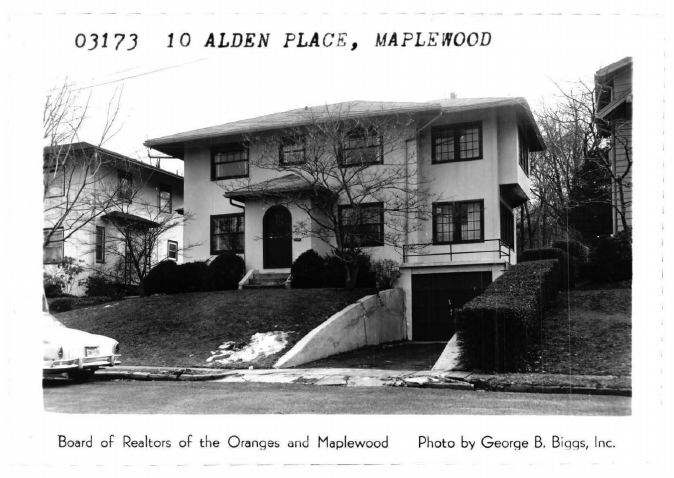 03173 10 ALDEN PLACE, MAPLEWOOD
Board of Realtors of the Oranges and Maplewood Photo by George B. Biggs, Inc.